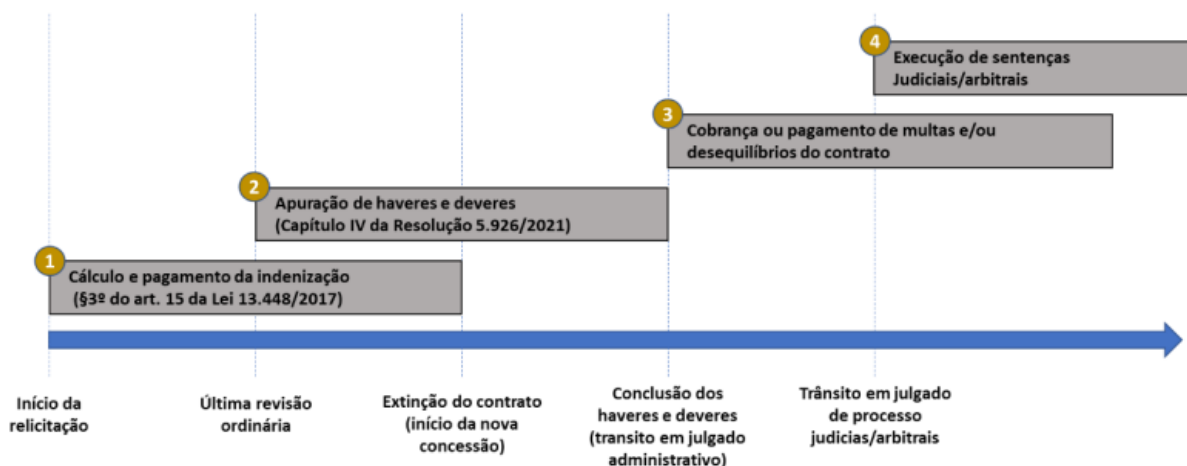 4
Execução de sentenças
Judiciais/arbitrais
3
Cobrança ou pagamento de multas e/ou
desequilíbrios do contrato
2
Apuração de haveres e deveres
(Capítulo IV da Resolução 5.926/2021)
1
Cálculo e pagamento da indenização
(§3º do art. 15 da Lei 13.448/2017)
Início da
relicitação
Última revisão
ordinária
Extinção do contrato
(início da nova
concessão)
Conclusão dos
haveres e deveres
(transito em julgado
administrativo)
Trânsito em julgado
de processo
judicias/arbitrais